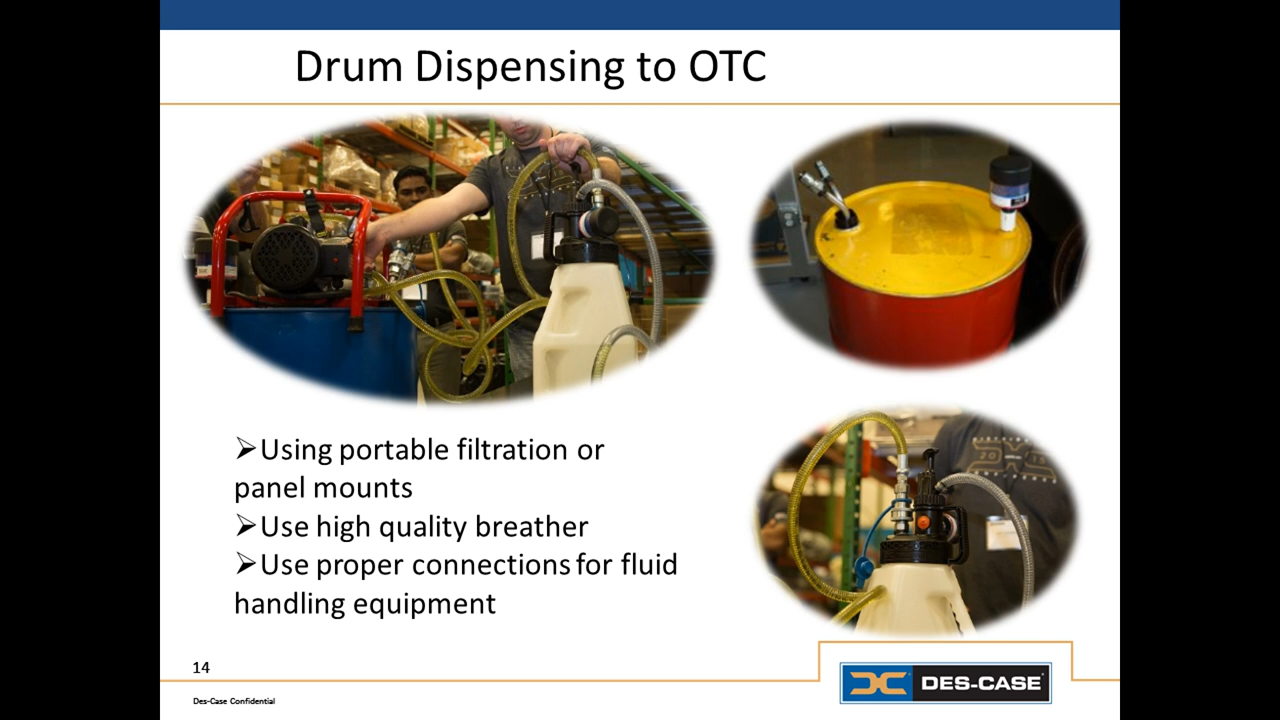 Drum Dispensing to OTC
➢Using portable filtration or
panel mounts
➢Use high quality breather
➢Use proper connections for fluid
handling equipment
14
Des-Case Confidential
DES-CASE